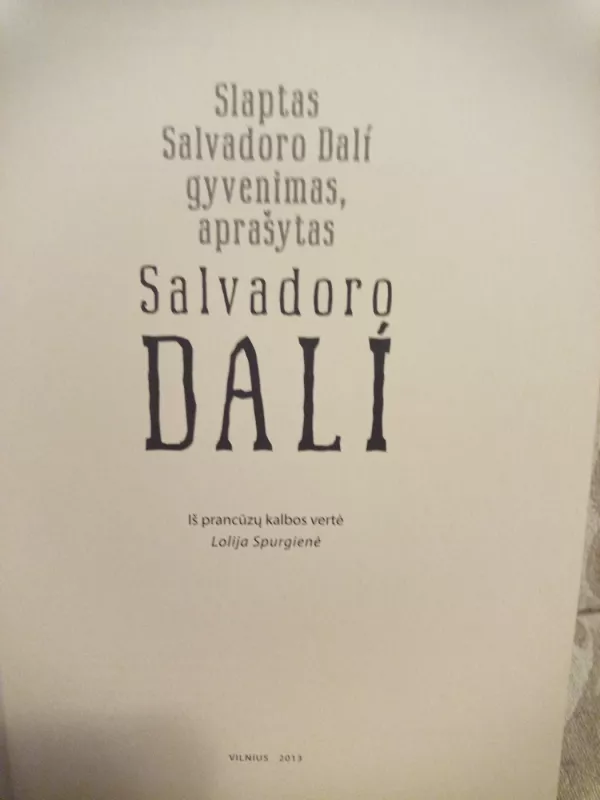 Slaptas
Salvadoro Dalí
gyvenimas,
aprašytas
Salvadoro
DALÍ
Iš prancūzų kalbos vertė
Lolija Spurgienė
VILNIUS 2013